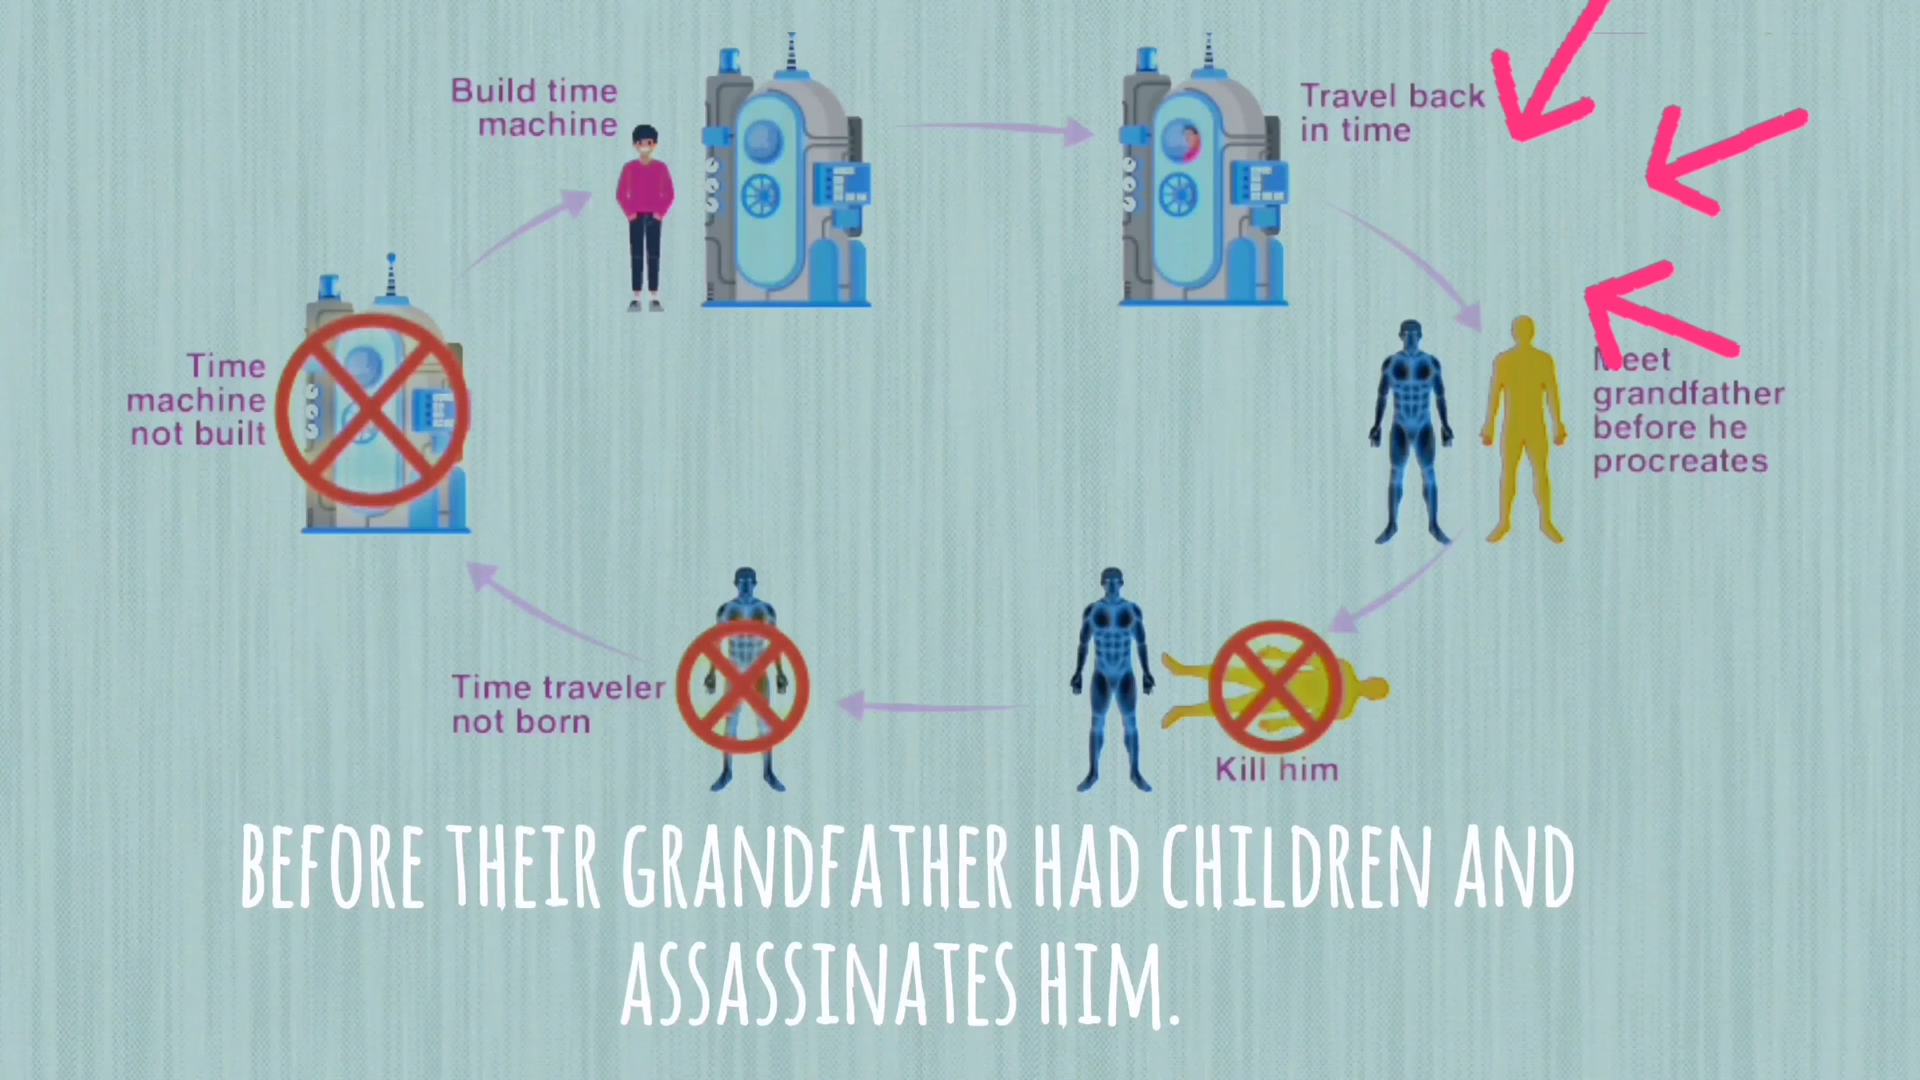 Build time
machine
Travel back
in time
Meet
grandfather
before he
procreates
Kill him
Time traveler
not born
Time
machine
not built
BEFORE THEIR GRANDFATHER HAD CHILDREN AND
ASSASSINATES HIM.